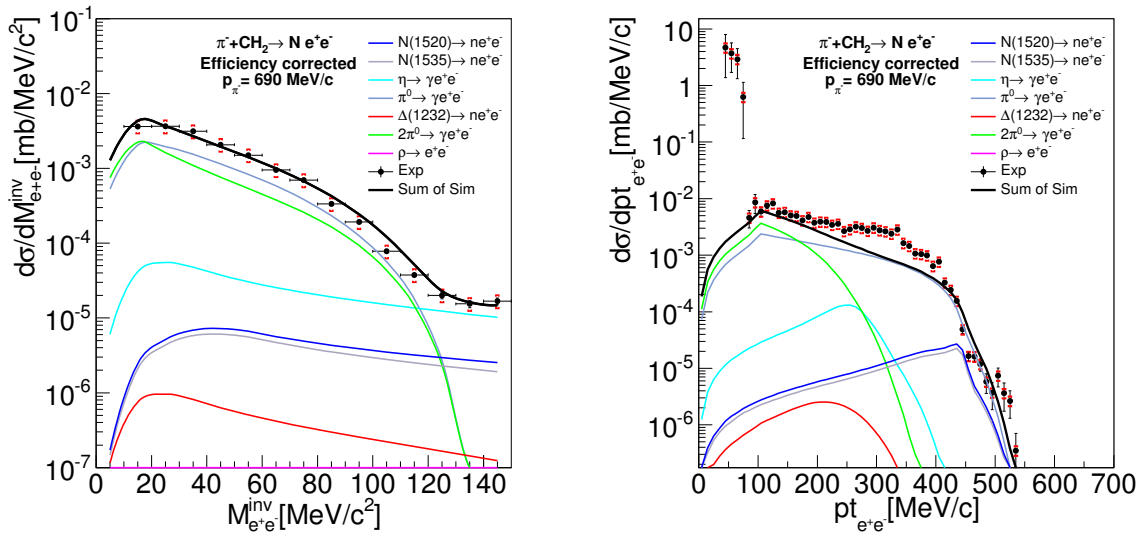 dσ/dM^inv_e+e-[mb/MeV/c²]
10⁻¹
10⁻²
10⁻³
10⁻⁴
10⁻⁵
10⁻⁶
10⁻⁷
π⁻+CH₂→ N e⁺e⁻
Efficiency corrected
p_π⁻= 690 MeV/c
N(1520)→ ne⁺e⁻
N(1535)→ ne⁺e⁻
η→ γe⁺e⁻
π⁰→ γe⁺e⁻
Δ(1232)→ ne⁺e⁻
2π⁰→ γe⁺e⁻
ρ→ e⁺e⁻
Exp
Sum of Sim
0 20 40 60 80 100 120 140
M^inv_e⁺e⁻[MeV/c²]
dσ/dpt_e⁺e⁻[mb/MeV/c]
10
1
10⁻¹
10⁻²
10⁻³
10⁻⁴
10⁻⁵
10⁻⁶
π⁻+CH₂→ N e⁺e⁻
Efficiency corrected
p_π⁻= 690 MeV/c
N(1520)→ ne⁺e⁻
N(1535)→ ne⁺e⁻
η→ γe⁺e⁻
π⁰→ γe⁺e⁻
Δ(1232)→ ne⁺e⁻
2π⁰→ γe⁺e⁻
ρ→ e⁺e⁻
Exp
Sum of Sim
0 100 200 300 400 500 600 700
pt_e⁺e⁻[MeV/c]